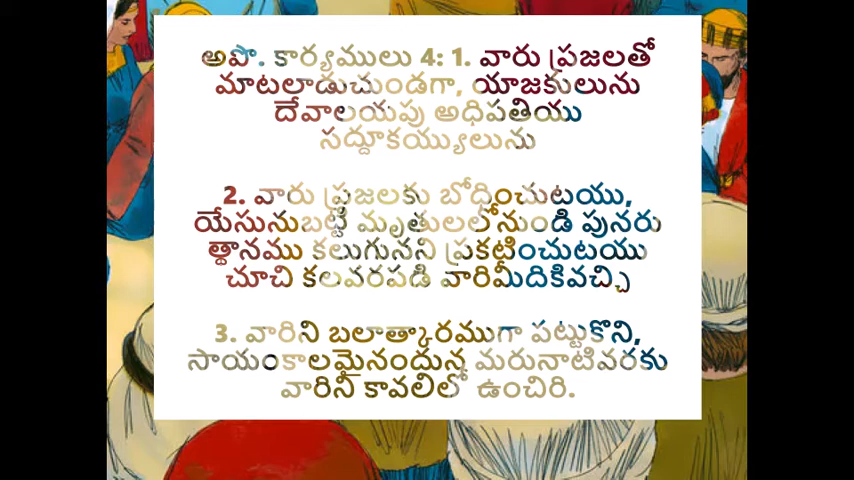 అపొ. కార్యములు 4: 1. వారు ప్రజలతో
మాటలాడుచుండగా, యాజకులును
దేవాలయపు అధిపతియు
సద్దూకయ్యులును
2. వారు ప్రజలకు బోధించుటయు,
యేసునుబట్టి మృతులలోనుండి పునరు
త్థానము కలుగునని ప్రకటించుటయు
చూచి కలవరపడి వారిమీదికివచ్చి
3. వారిని బలాత్కారముగా పట్టుకొని,
సాయంకాలమైనందున్న మరునాటివరకు
వారిని కావలిలో ఉంచిరి.